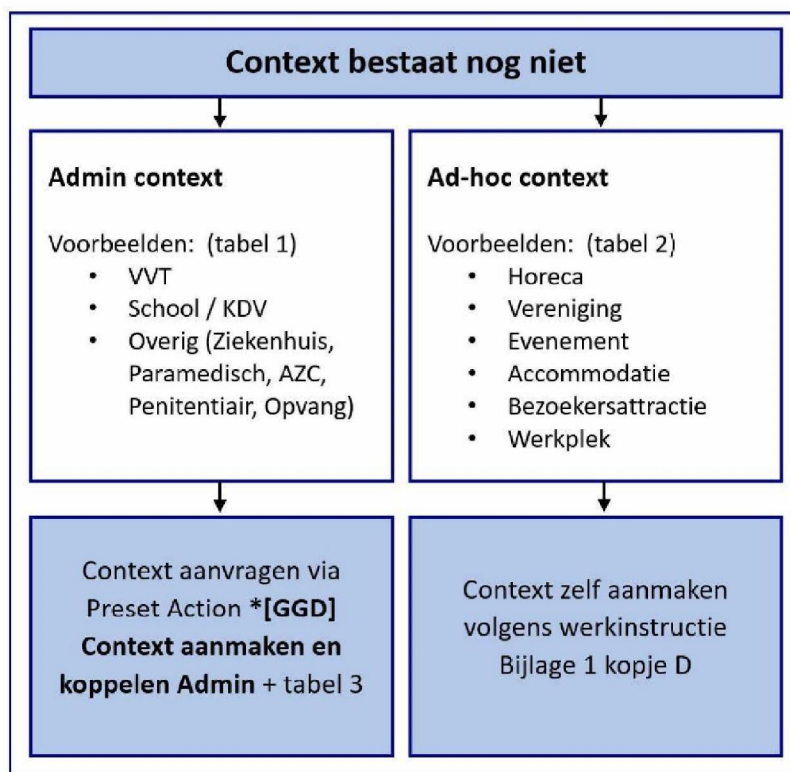 Context bestaat nog niet
Admin context
Voorbeelden: (tabel 1)
• VVT
• School / KDV
• Overig (Ziekenhuis,
Paramedisch, AZC,
Penitentiair, Opvang)
Ad-hoc context
Voorbeelden: (tabel 2)
• Horeca
• Vereniging
• Evenement
• Accommodatie
• Bezoekersattractie
• Werkplek
Context aanvragen via
Preset Action *[GGD]
Context aanmaken en
koppelen Admin + tabel 3
Context zelf aanmaken
volgens werkinstructie
Bijlage 1 kopje D